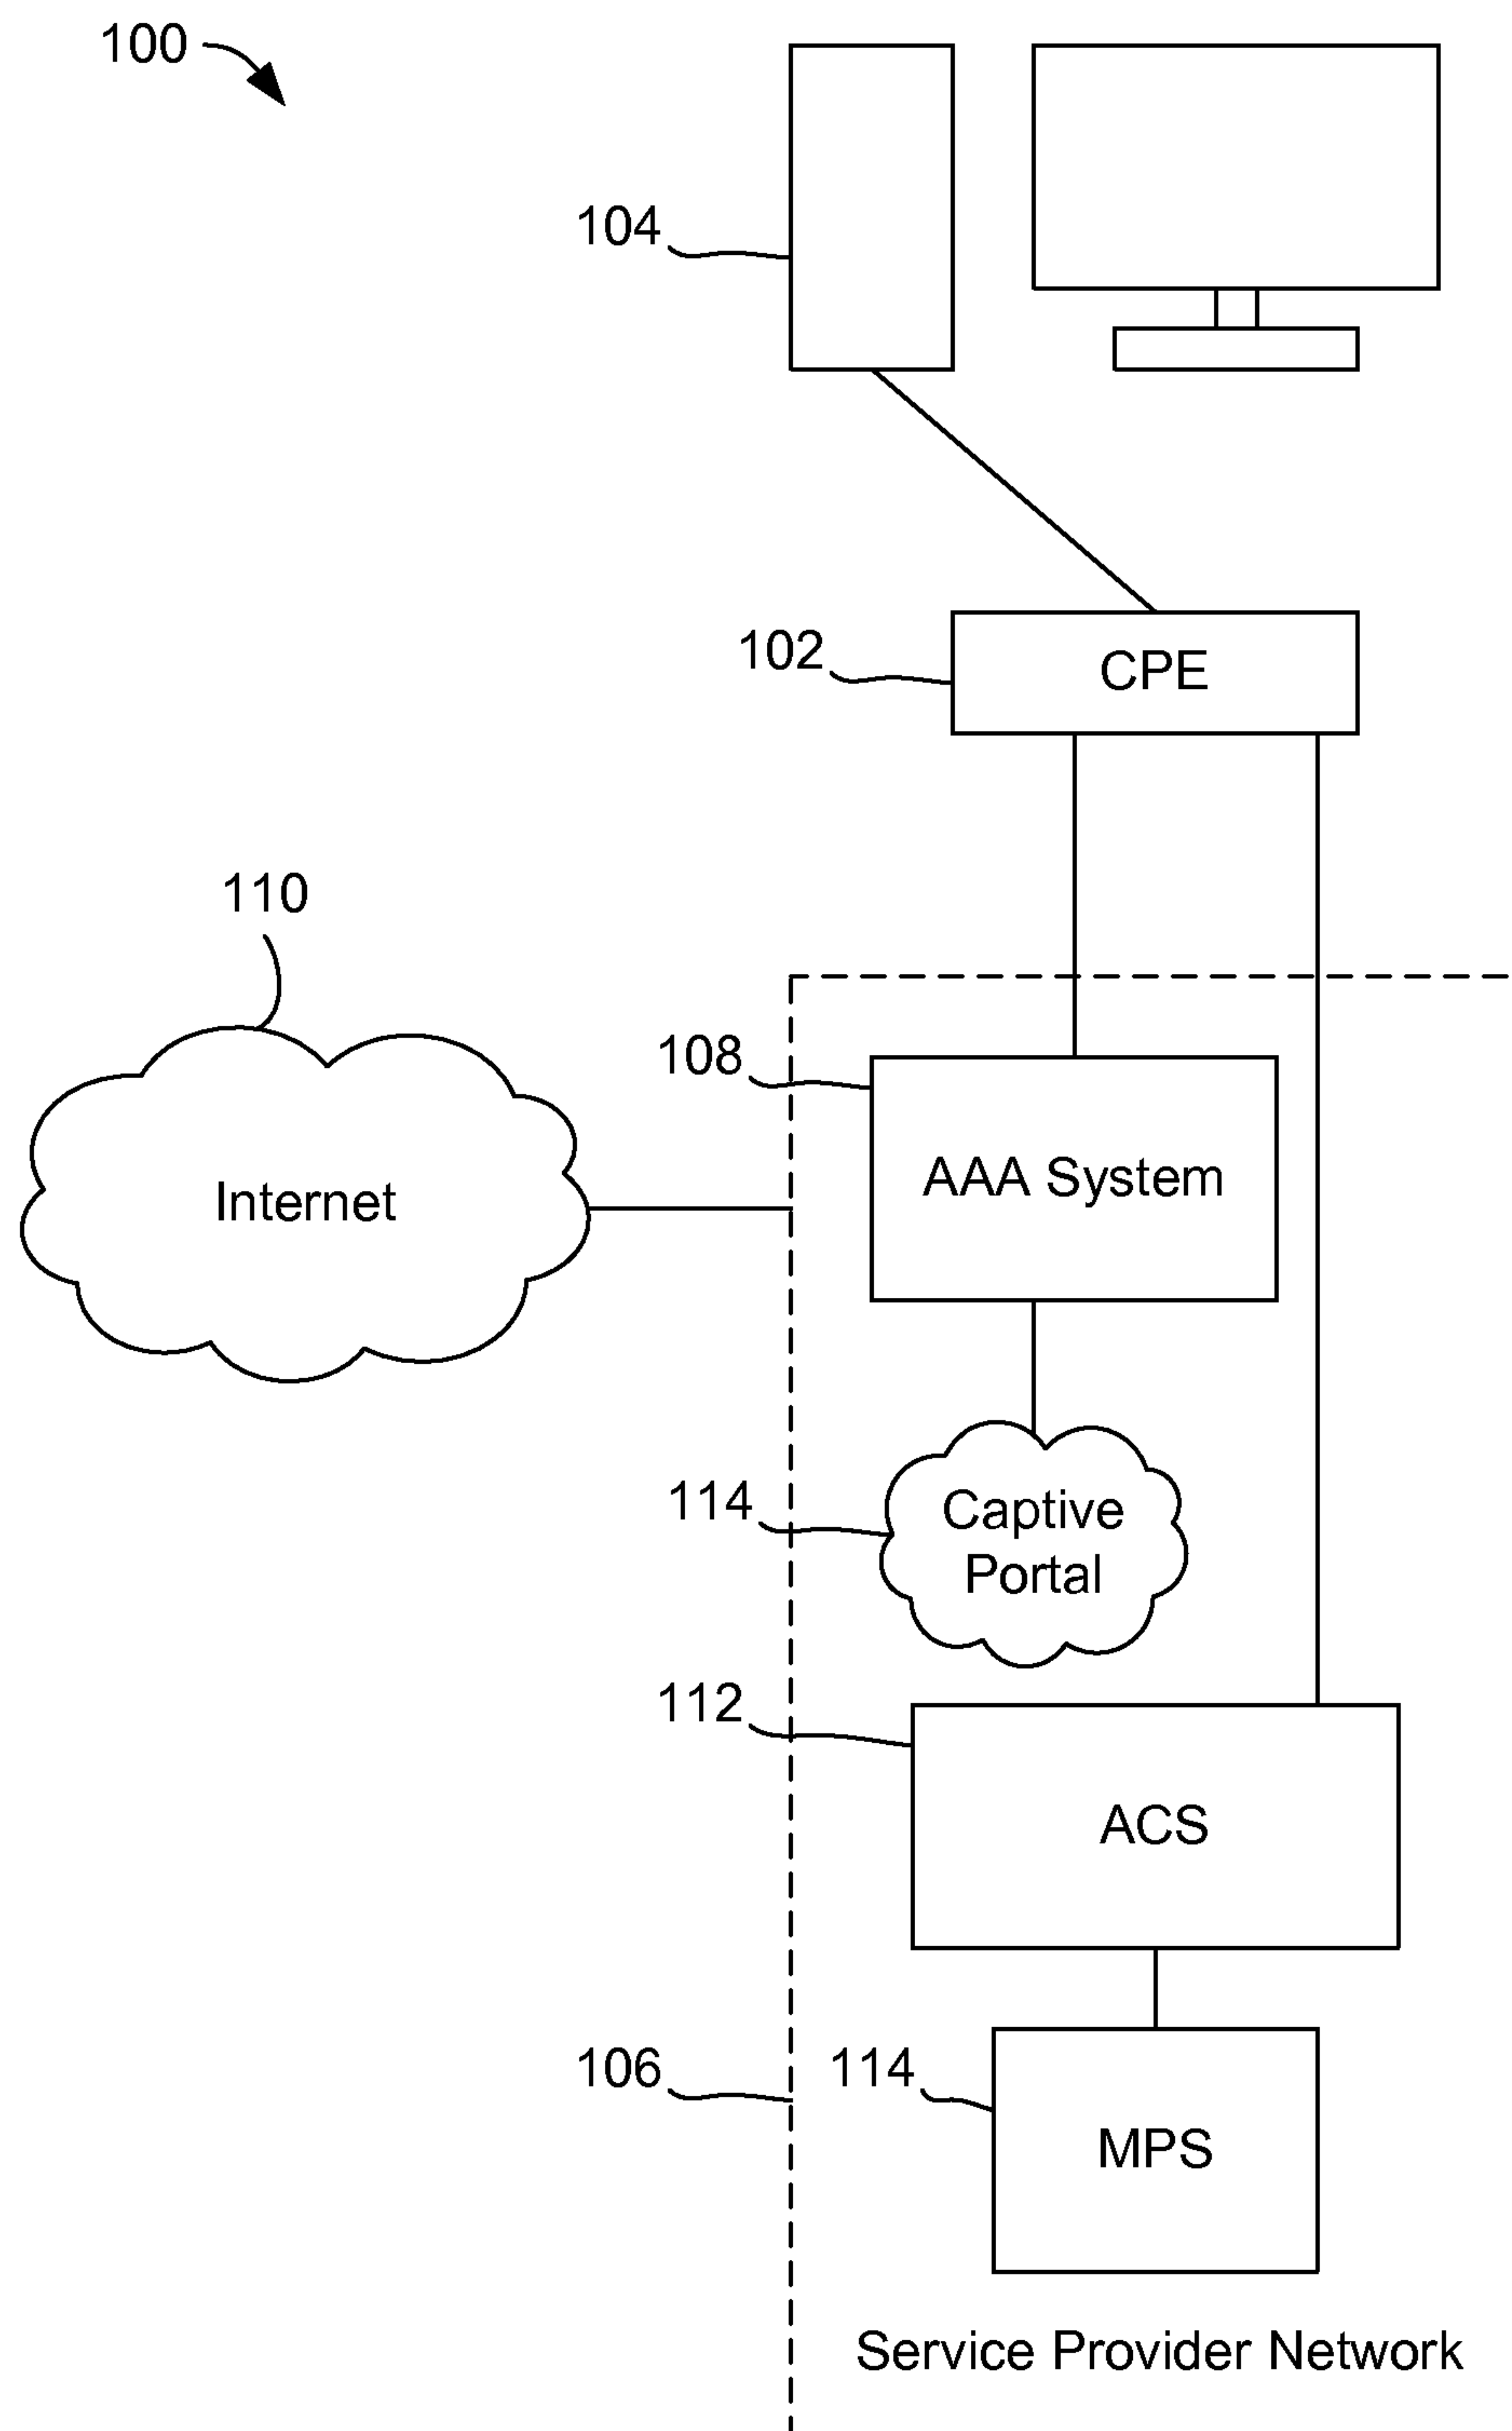 100
104
102
CPE
110
108
AAA System
Internet
114
Captive
Portal
112
ACS
106
114
MPS
Service Provider Network